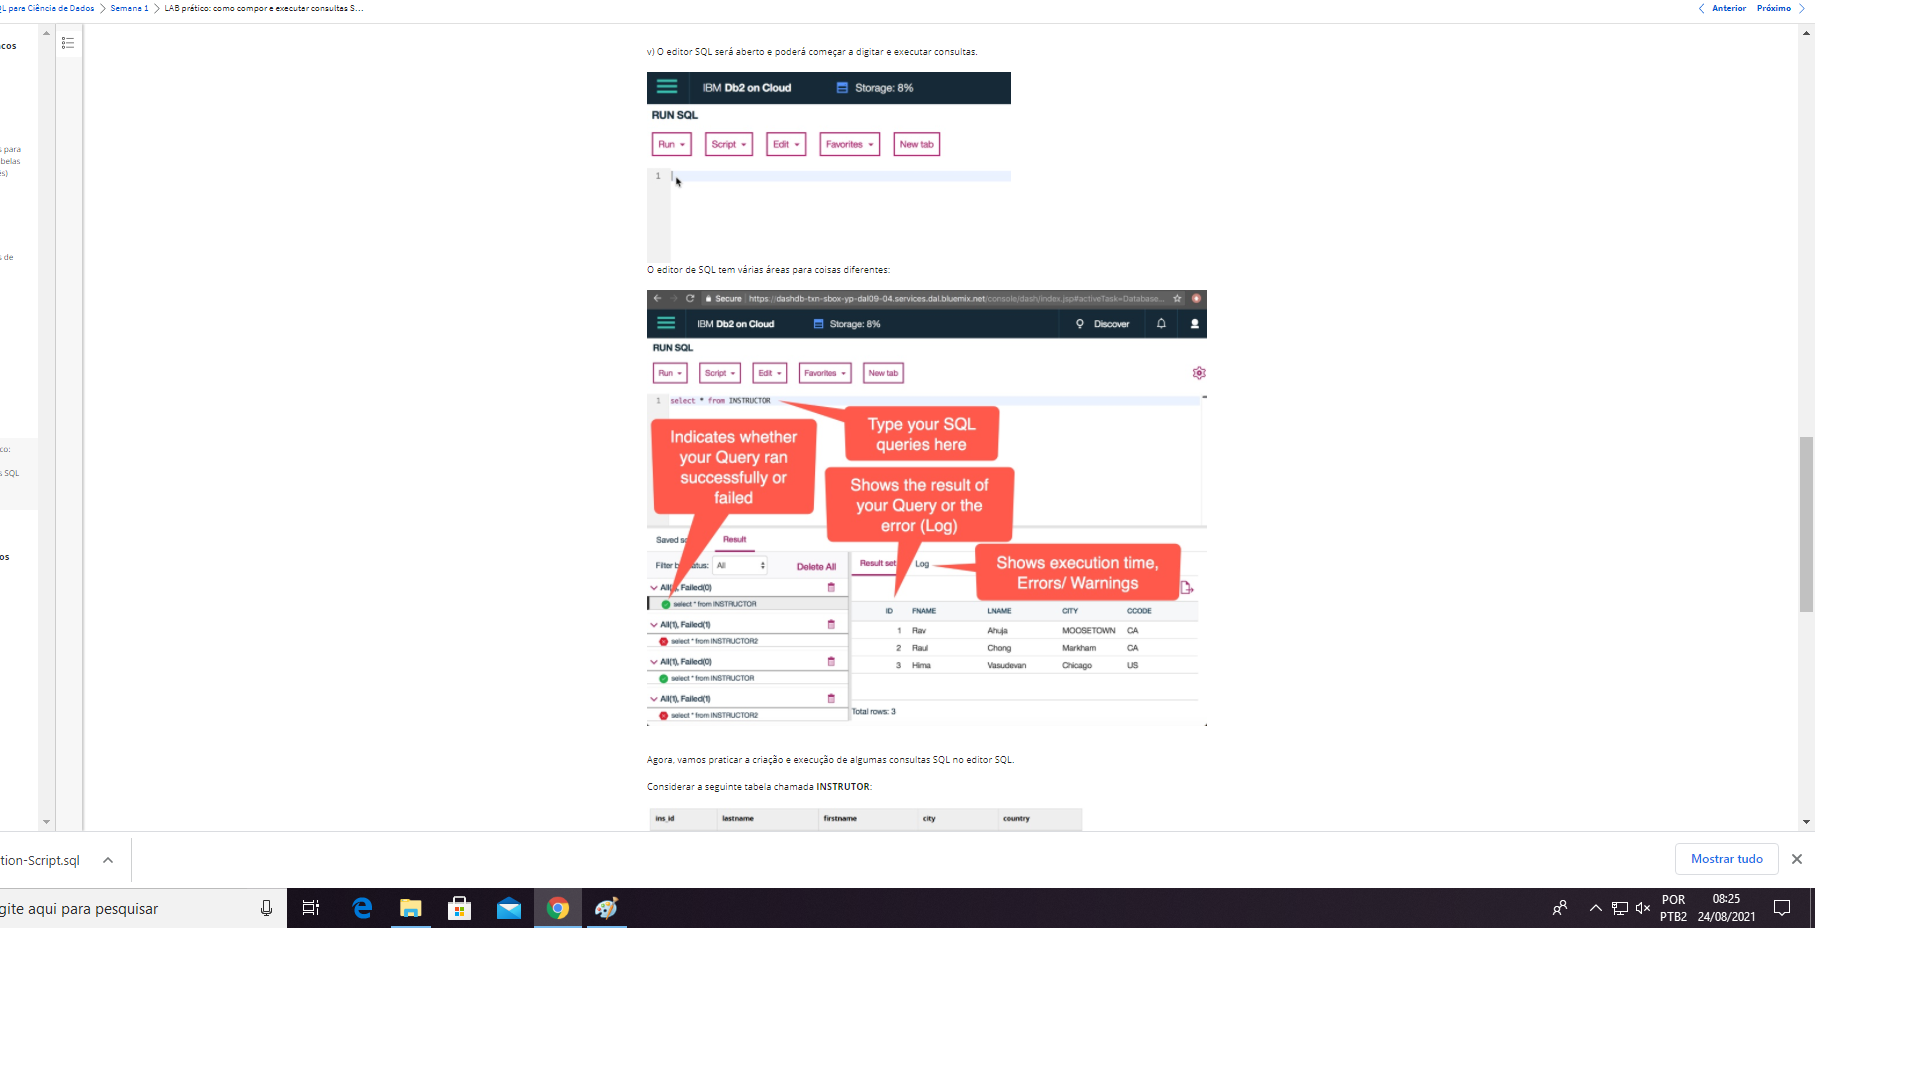 QL para Ciência de Dados > Semana 1 > LAB prático: como compor e executar consultas S...
Anterior Próximo
cos
s para
belas
es)
s de
co:
s SQL
os
v) O editor SQL será aberto e poderá começar a digitar e executar consultas.
IBM Db2 on Cloud Storage: 8%
RUN SQL
Run Script Edit Favorites New tab
1
O editor de SQL tem várias áreas para coisas diferentes:
Secure https://dashdb-txn-sbox-yp-dal09-04.services.dal.bluemix.net/console/dash/index.jsp#activeTask=Database...
IBM Db2 on Cloud Storage: 8% Discover
RUN SQL
Run Script Edit Favorites New tab
1 select * from INSTRUCTOR
Type your SQL
queries here
Indicates whether
your Query ran
successfully or
failed
Shows the result of
your Query or the
error (Log)
Shows execution time,
Errors/ Warnings
Saved sc Result
Filter by status: All Delete All
Result set Log
All(1), Failed(0)
select * from INSTRUCTOR
All(1), Failed(1)
select * from INSTRUCTOR2
All(1), Failed(0)
select * from INSTRUCTOR
All(1), Failed(1)
select * from INSTRUCTOR2
ID FNAME LNAME CITY CCODE
1 Rav Ahuja MOOSETOWN CA
2 Raul Chong Markham CA
3 Hima Vasudevan Chicago US
Total rows: 3
Agora, vamos praticar a criação e execução de algumas consultas SQL no editor SQL.
Considerar a seguinte tabela chamada INSTRUTOR:
ins_id lastname firstname city country
tion-Script.sql
Mostrar tudo
gite aqui para pesquisar
POR 08:25
PTB2 24/08/2021